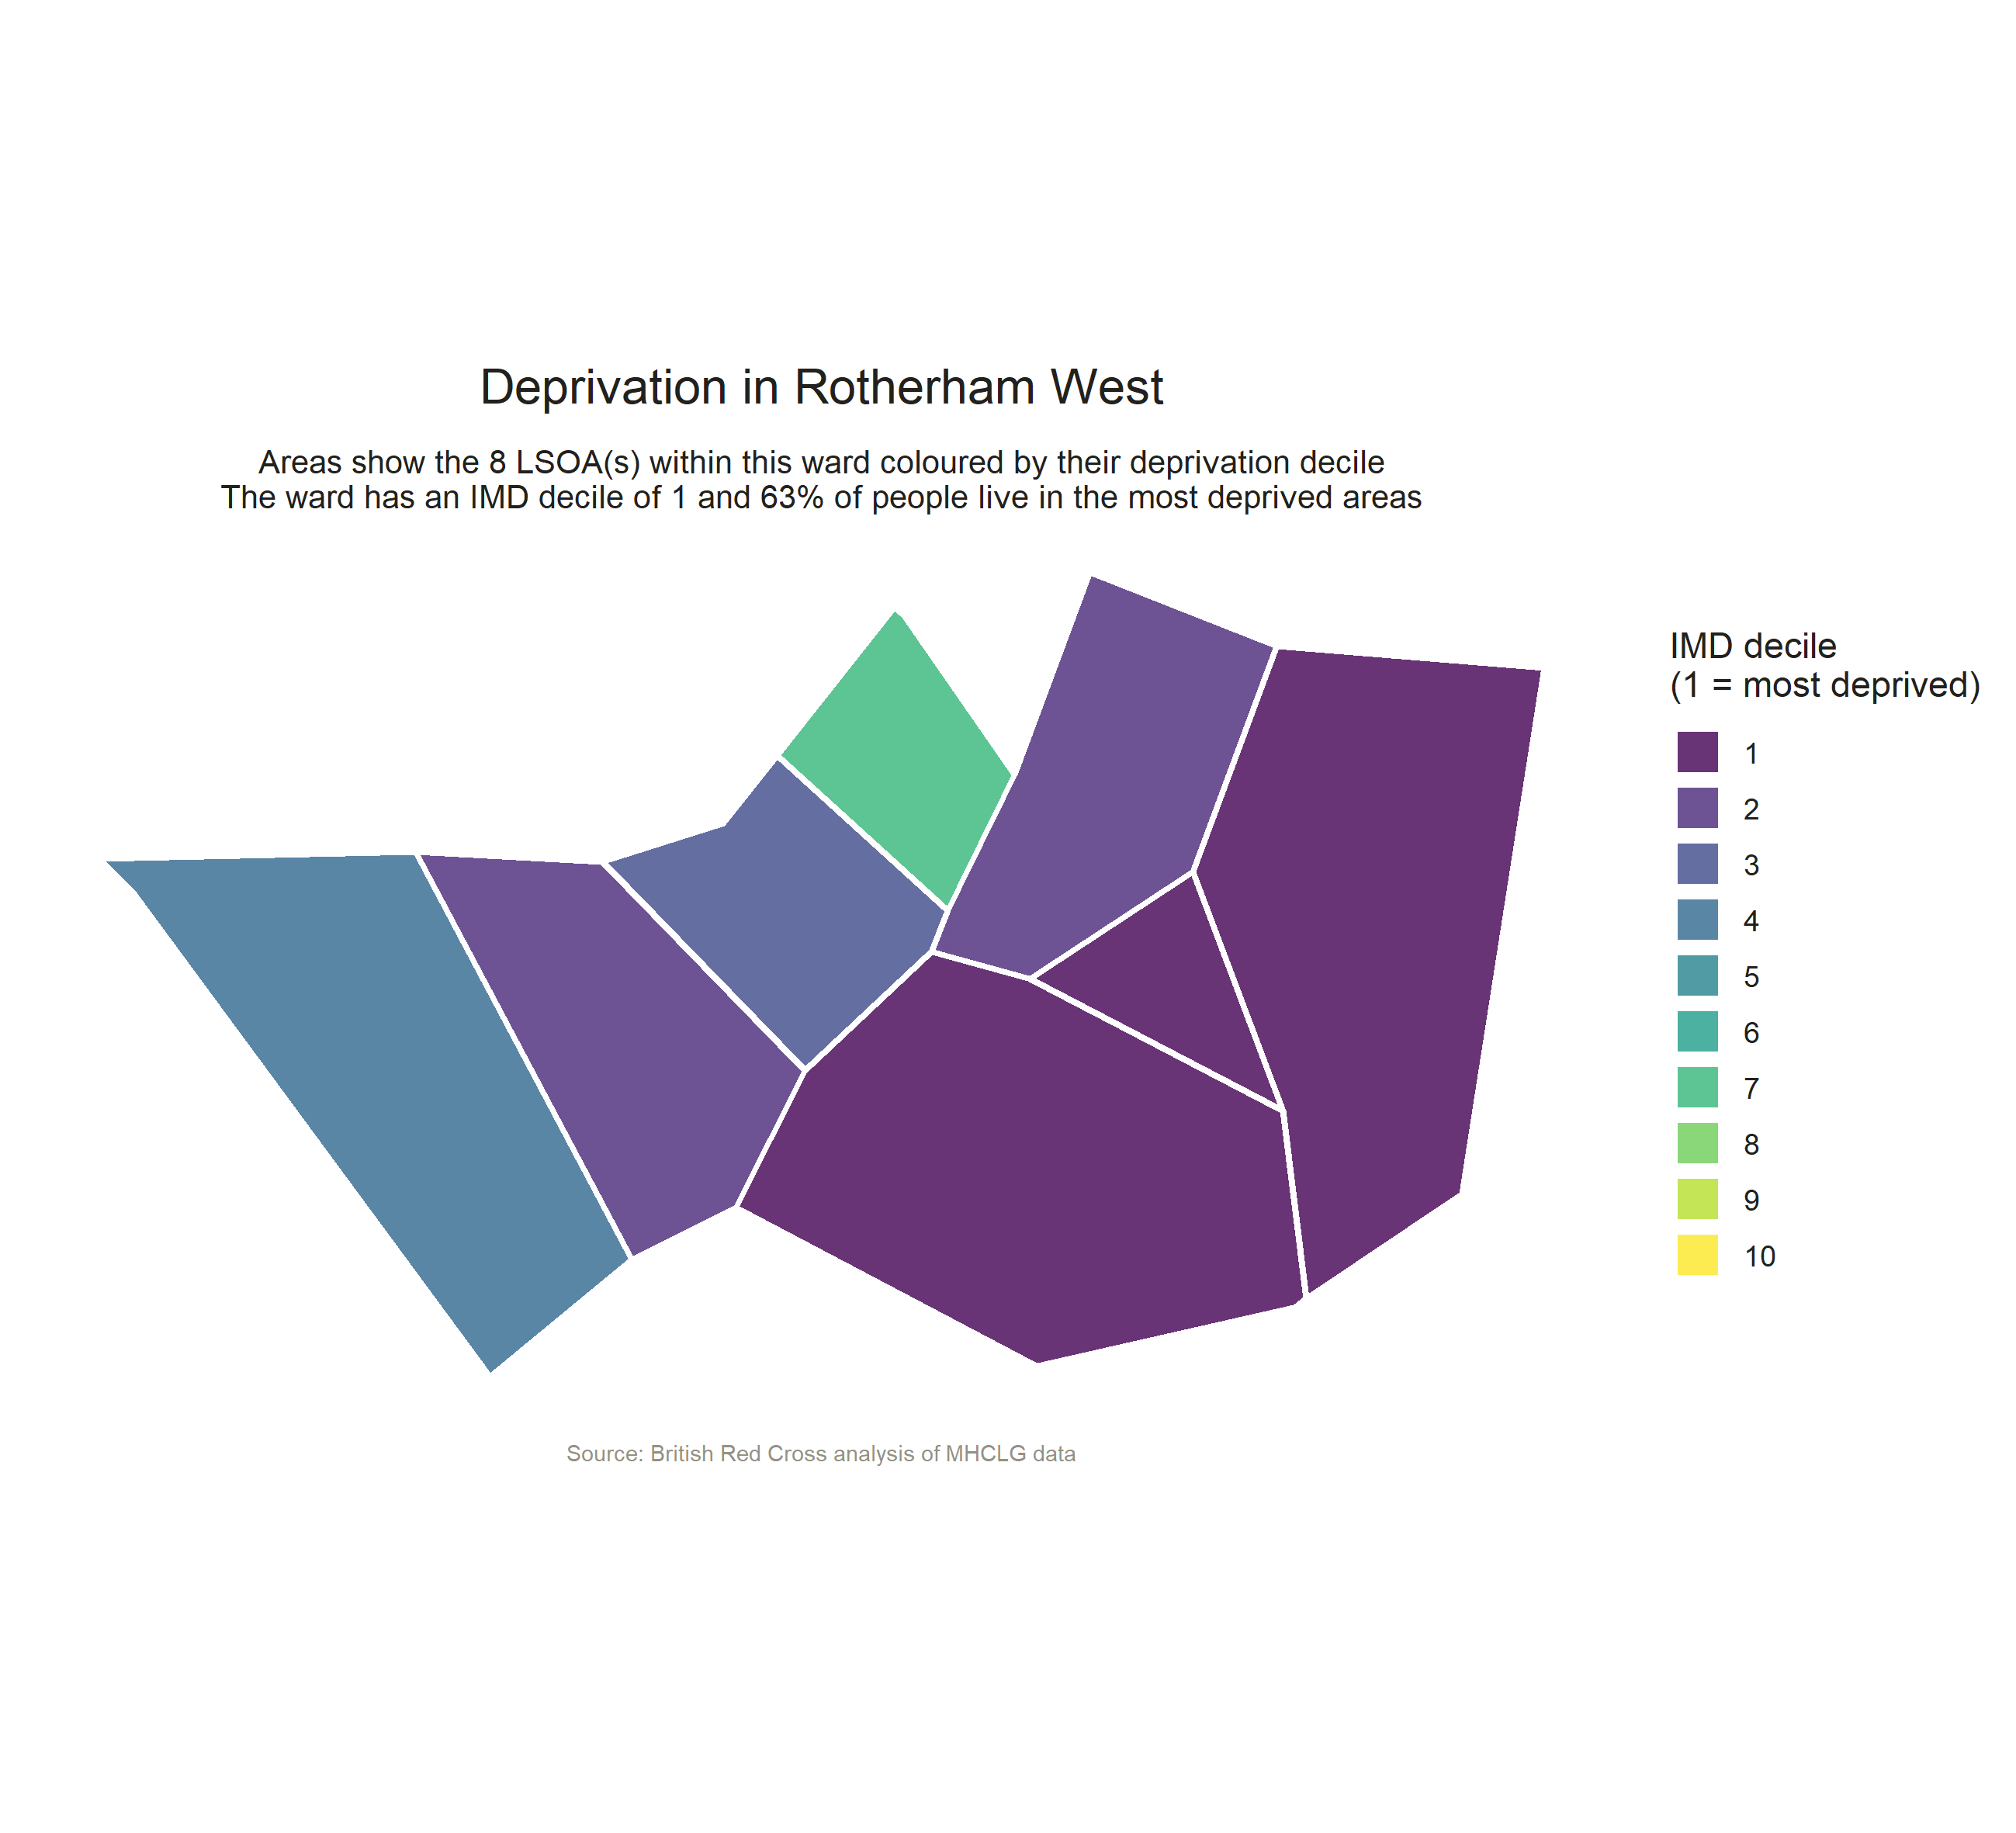 Deprivation in Rotherham West
Areas show the 8 LSOA(s) within this ward coloured by their deprivation decile
The ward has an IMD decile of 1 and 63% of people live in the most deprived areas
IMD decile
(1 = most deprived)
1
2
3
4
5
6
7
8
9
10
Source: British Red Cross analysis of MHCLG data